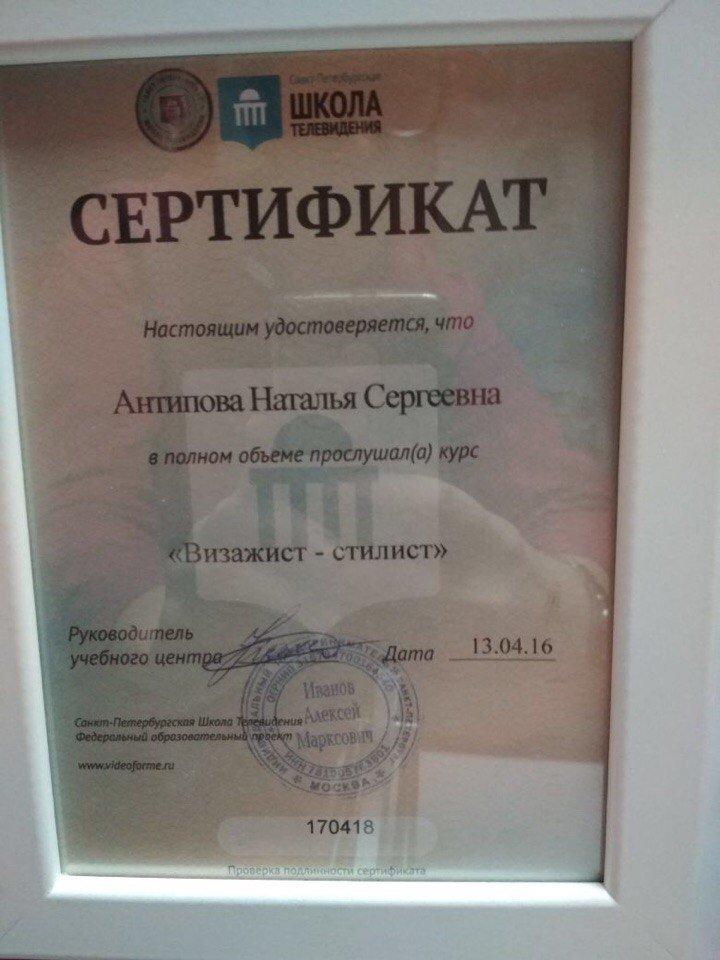 Санкт-Петербургская
ШКОЛА
ТЕЛЕВИДЕНИЯ
СЕРТИФИКАТ
Настоящим удостоверяется, что
Антипова Наталья Сергеевна
в полном объеме прослушал(а) курс
«Визажист - стилист»
Руководитель
учебного центра
Дата 13.04.16
Иванов
Алексей
Марксович
МОСКВА
Санкт-Петербургская Школа Телевидения
Федеральный образовательный проект
www.videoforme.ru
170418
Проверка подлинности сертификата